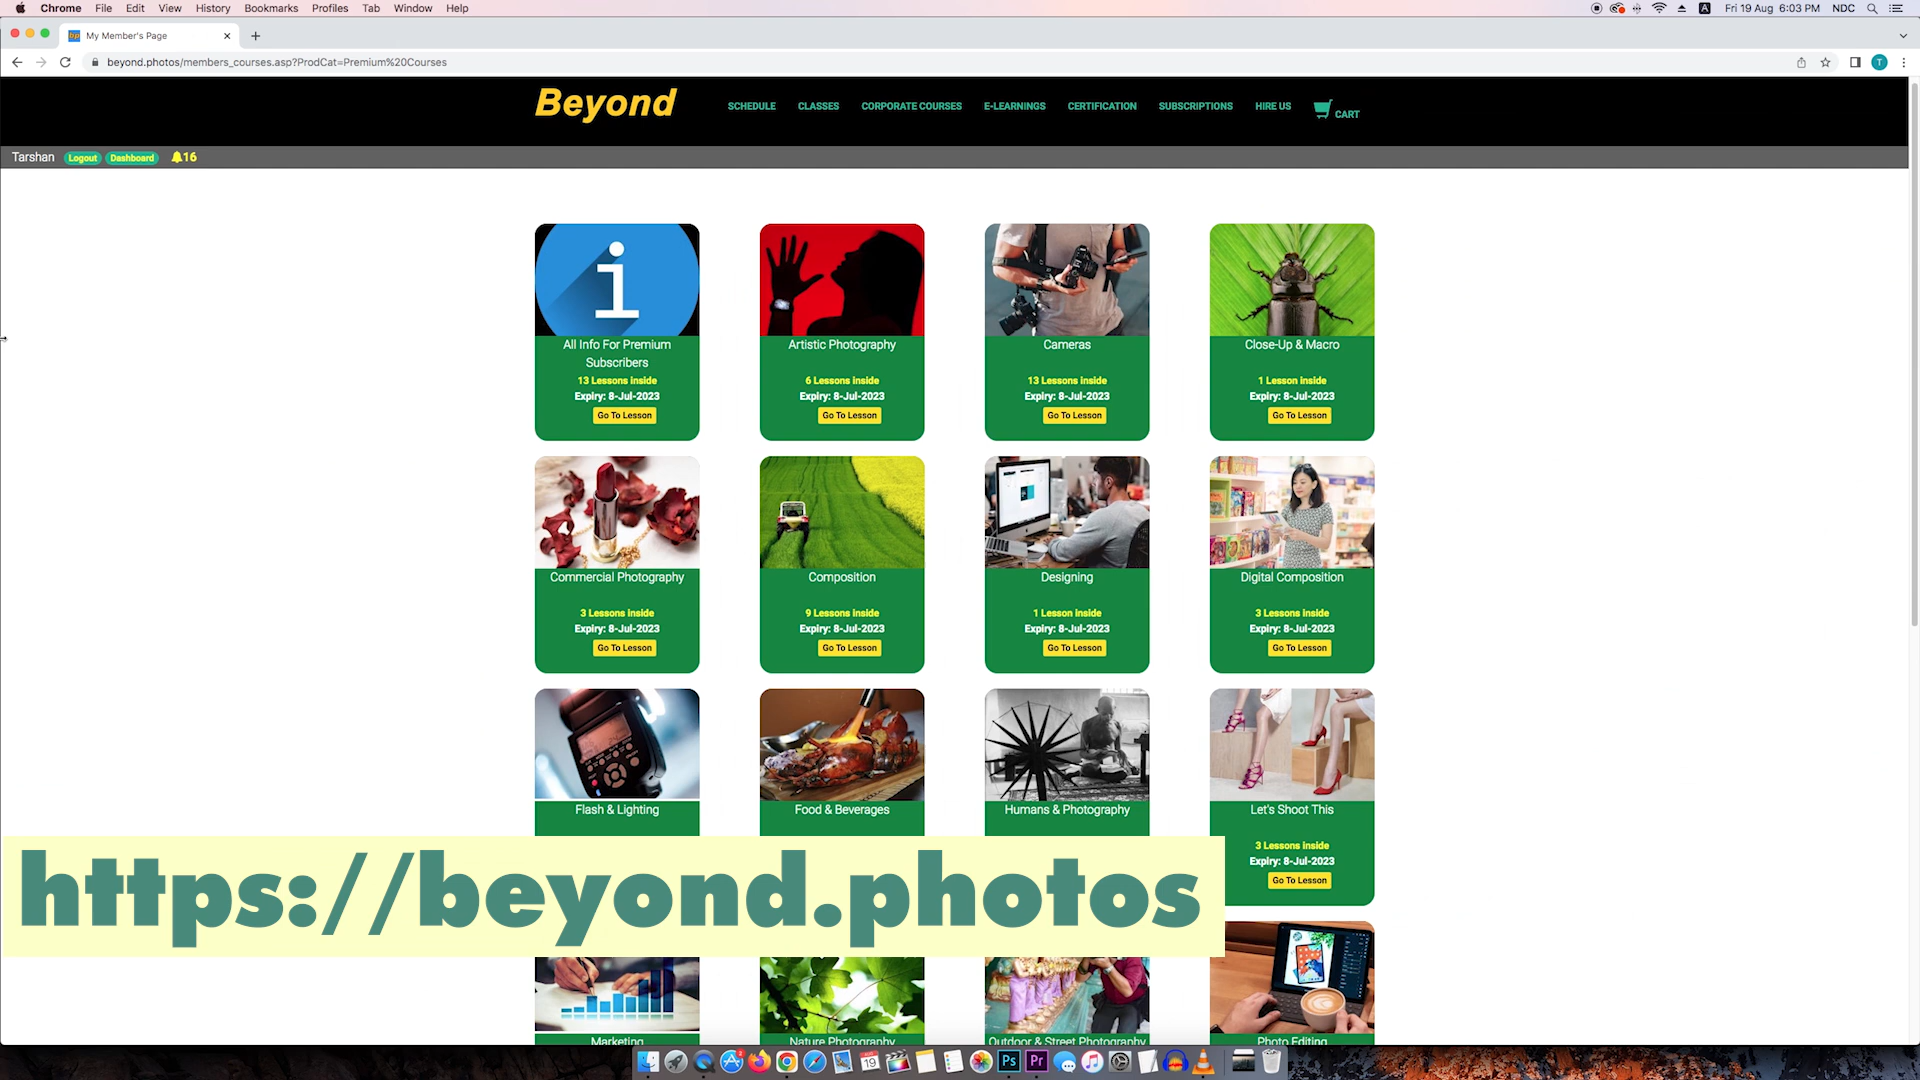 Chrome File Edit View History Bookmarks Profiles Tab Window Help
Fri 19 Aug 6:03 PM NDC
My Member's Page
beyond.photos/members_courses.asp?ProdCat=Premium%20Courses
T
Beyond
SCHEDULE CLASSES CORPORATE COURSES E-LEARNINGS CERTIFICATION SUBSCRIPTIONS HIRE US CART
Tarshan Logout Dashboard 16
All Info For Premium
Subscribers
13 Lessons inside
Expiry: 8-Jul-2023
Go To Lesson
Artistic Photography
6 Lessons inside
Expiry: 8-Jul-2023
Go To Lesson
Cameras
13 Lessons inside
Expiry: 8-Jul-2023
Go To Lesson
Close-Up & Macro
1 Lesson inside
Expiry: 8-Jul-2023
Go To Lesson
Commercial Photography
3 Lessons inside
Expiry: 8-Jul-2023
Go To Lesson
Composition
9 Lessons inside
Expiry: 8-Jul-2023
Go To Lesson
Designing
1 Lesson inside
Expiry: 8-Jul-2023
Go To Lesson
Digital Composition
3 Lessons inside
Expiry: 8-Jul-2023
Go To Lesson
Flash & Lighting
Food & Beverages
Humans & Photography
Let's Shoot This
3 Lessons inside
Expiry: 8-Jul-2023
Go To Lesson
https://beyond.photos
Marketing
Nature Photography
Outdoor & Street Photography
Photo Editing
Ps
Pr